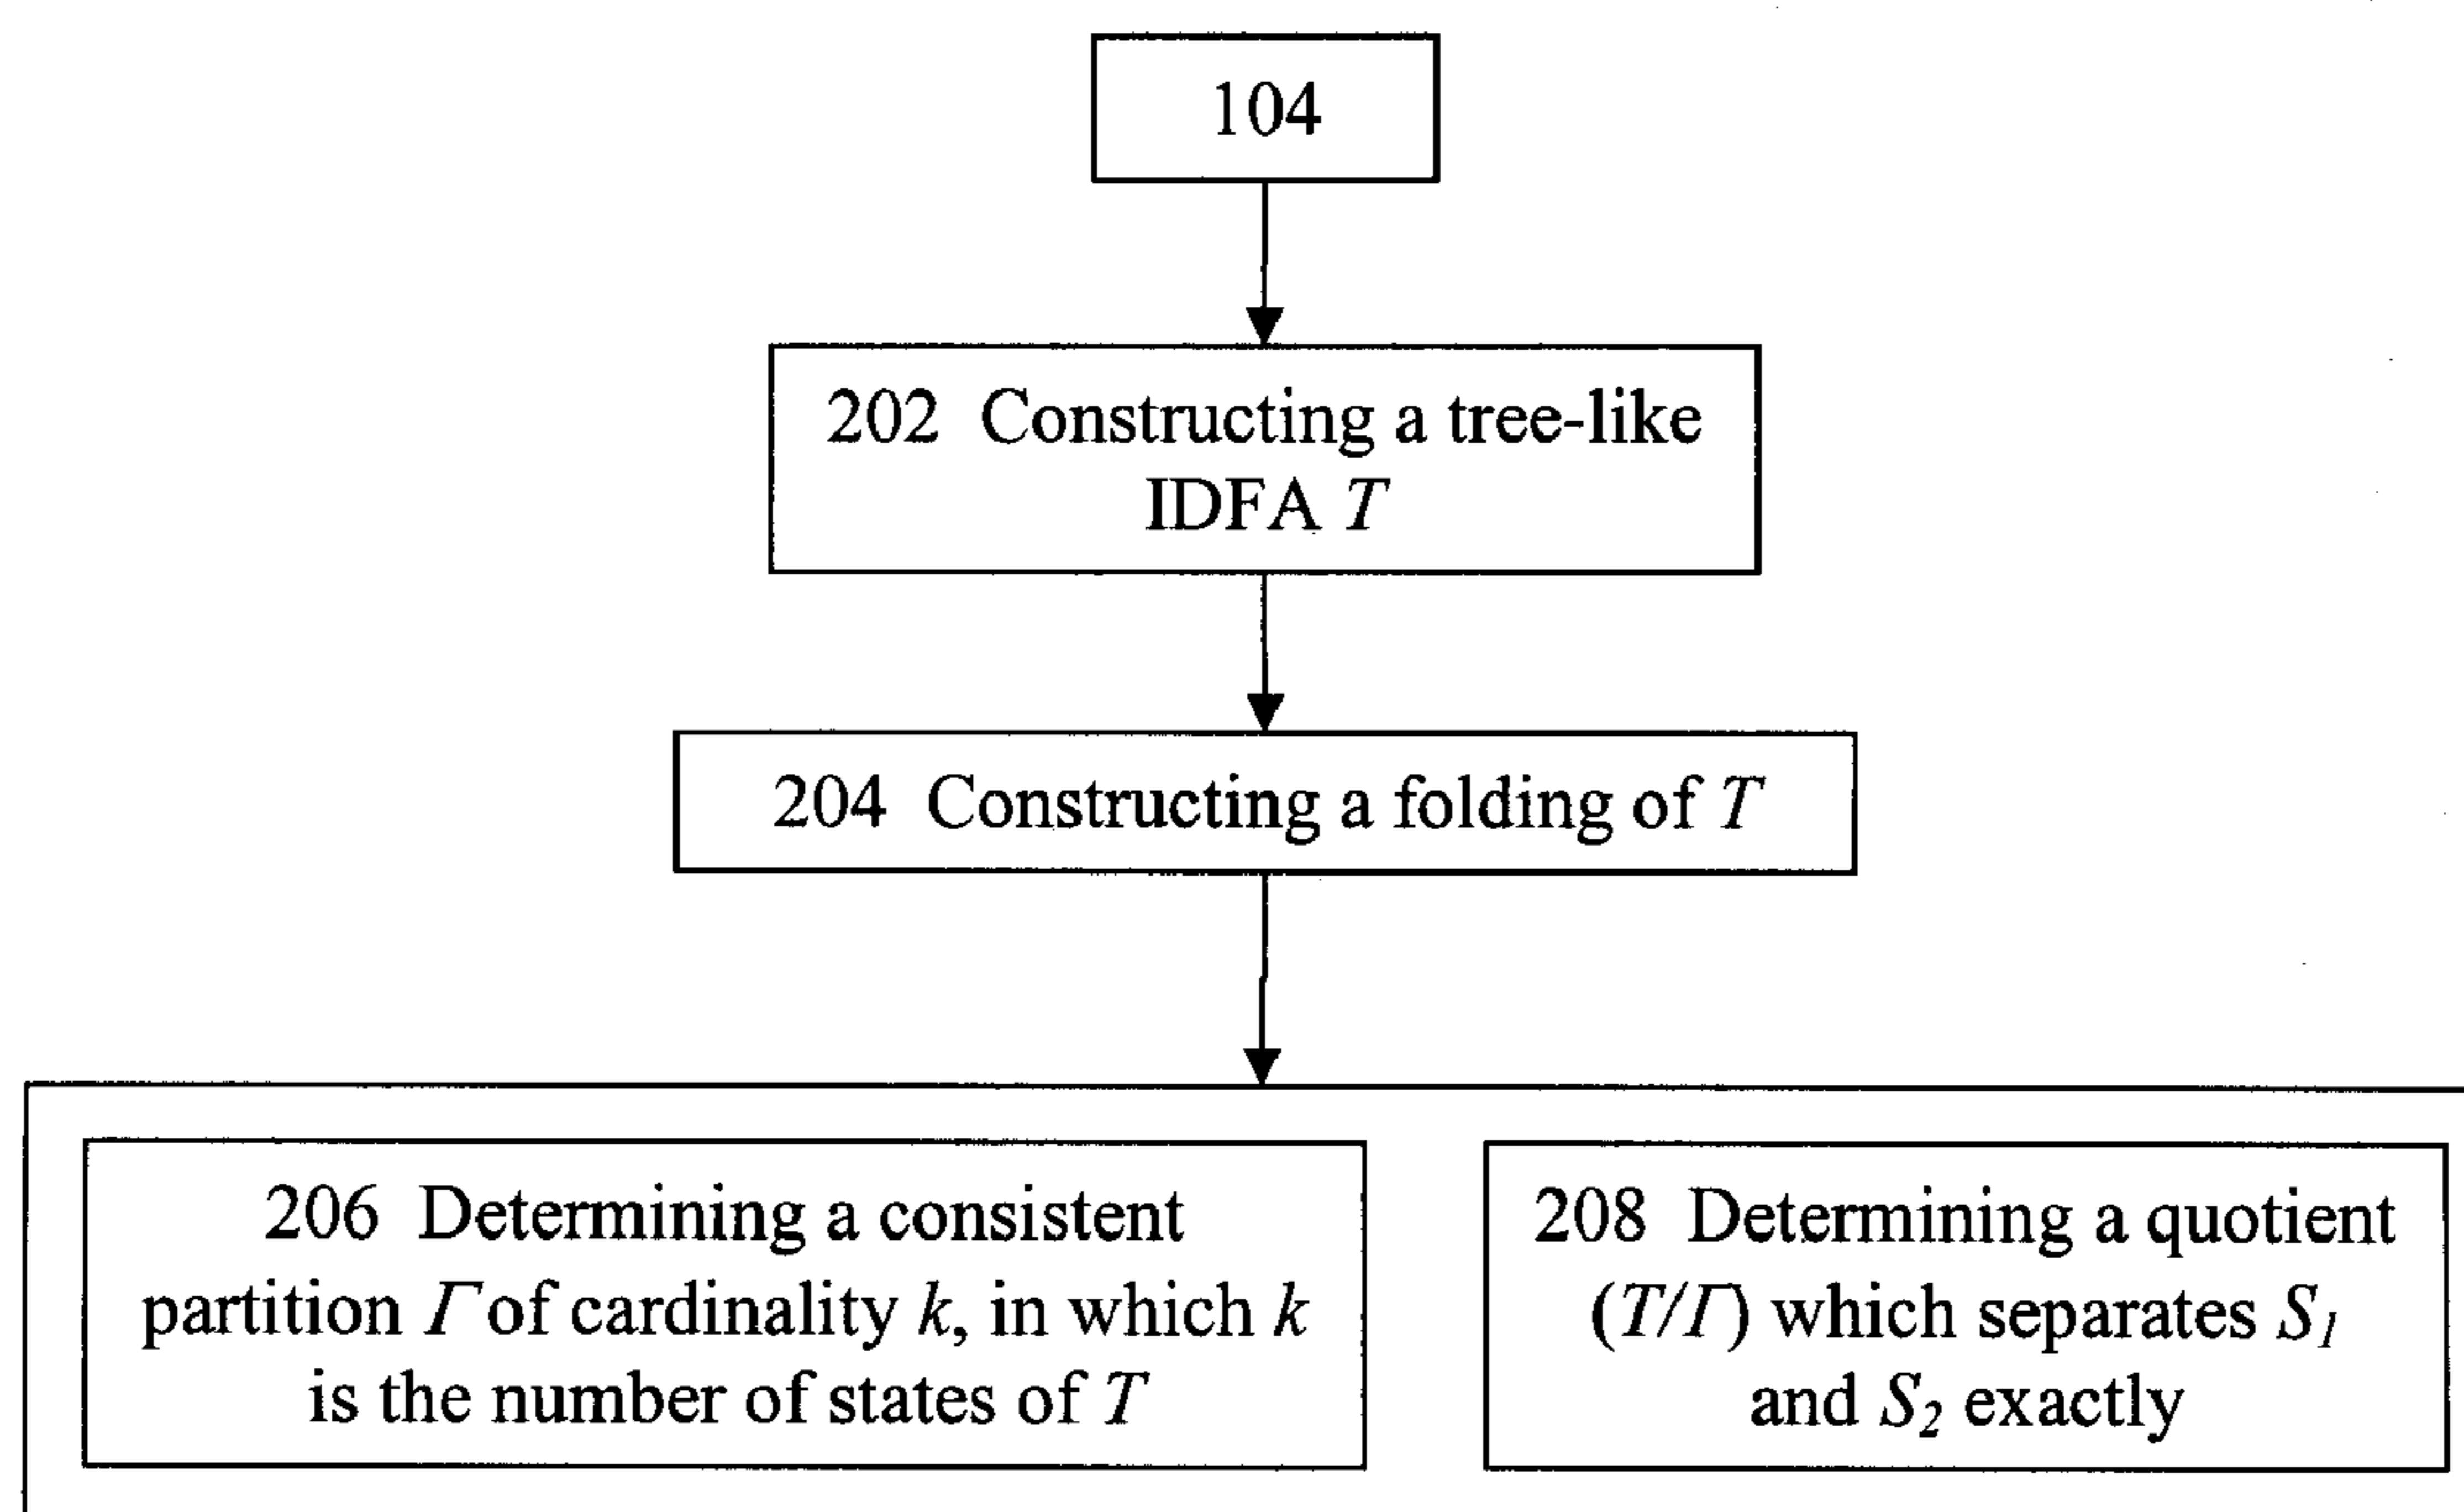 104
202 Constructing a tree-like
IDFA T
204 Constructing a folding of T
206 Determining a consistent
partition Γ of cardinality k, in which k
is the number of states of T
208 Determining a quotient
(T/Γ) which separates S1
and S2 exactly